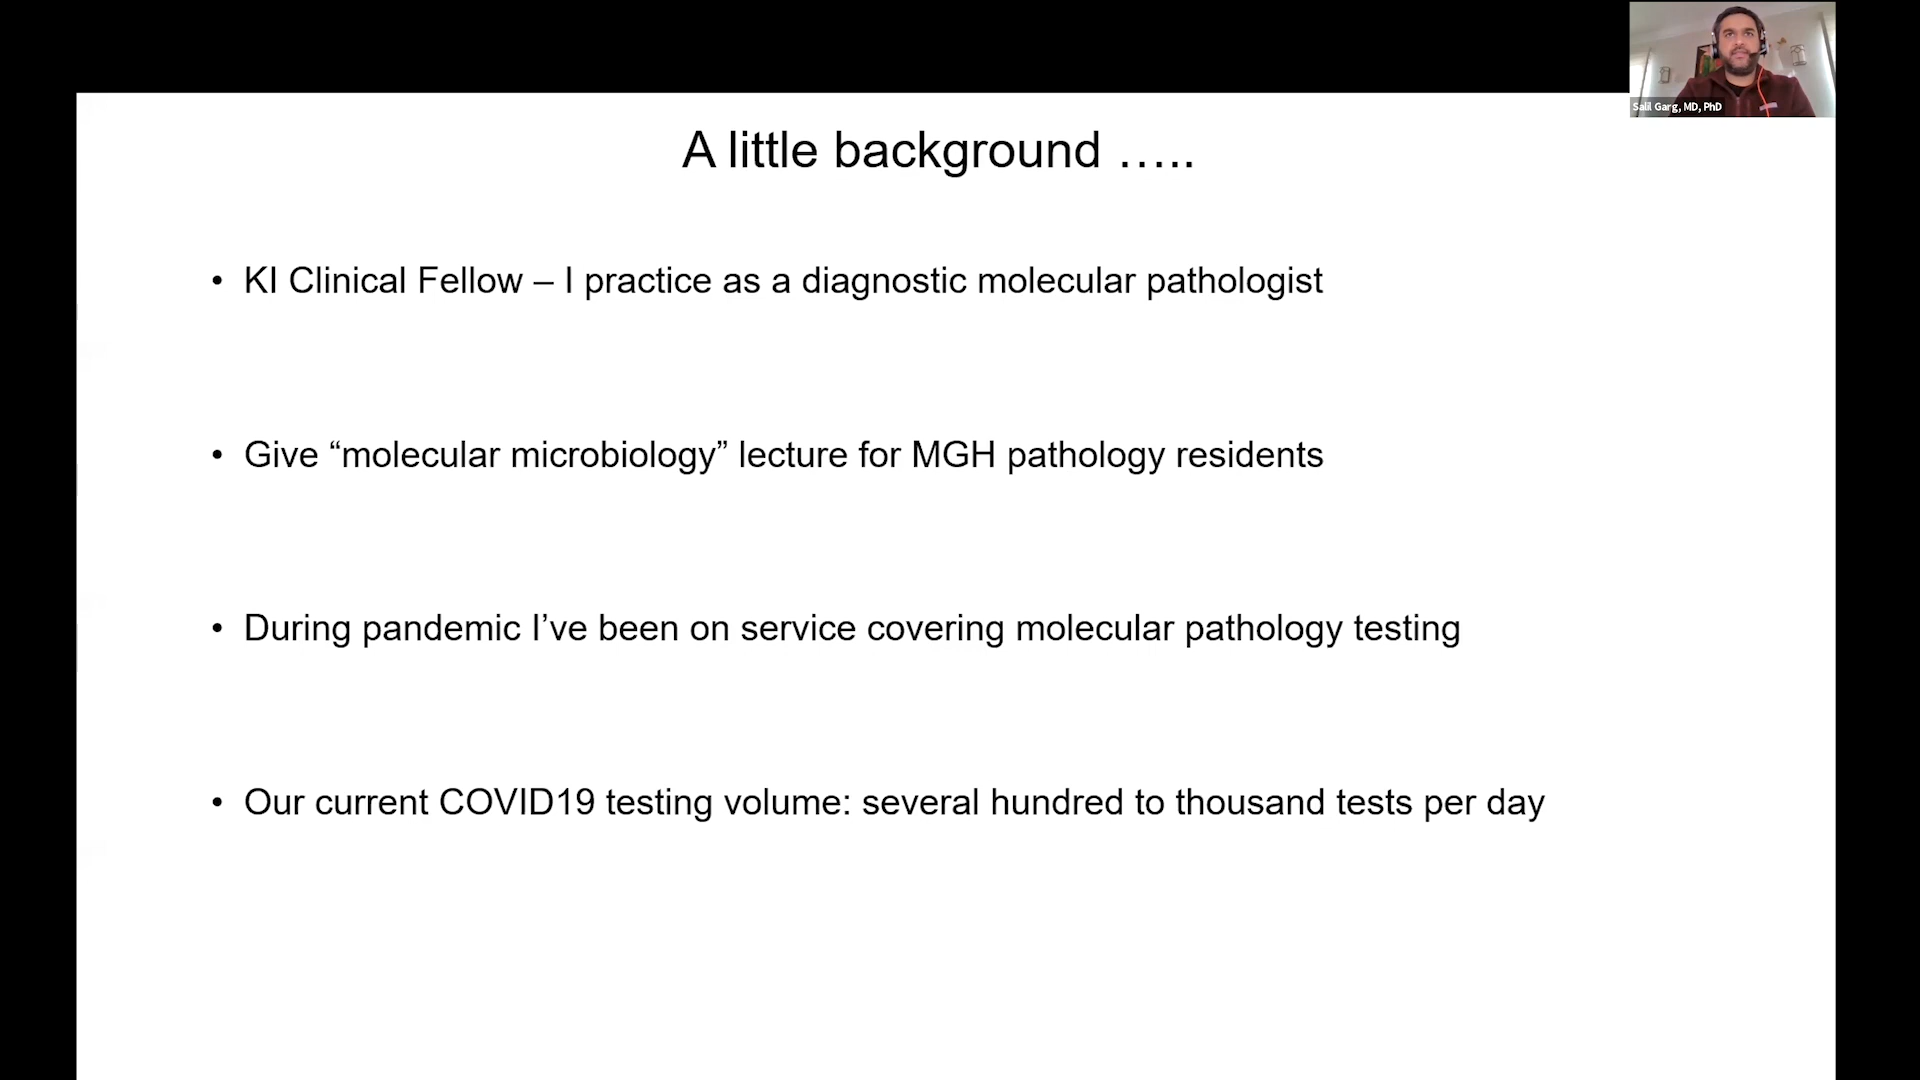 Salil Garg, MD, PhD
A little background …..
• KI Clinical Fellow – I practice as a diagnostic molecular pathologist
• Give “molecular microbiology” lecture for MGH pathology residents
• During pandemic I’ve been on service covering molecular pathology testing
• Our current COVID19 testing volume: several hundred to thousand tests per day